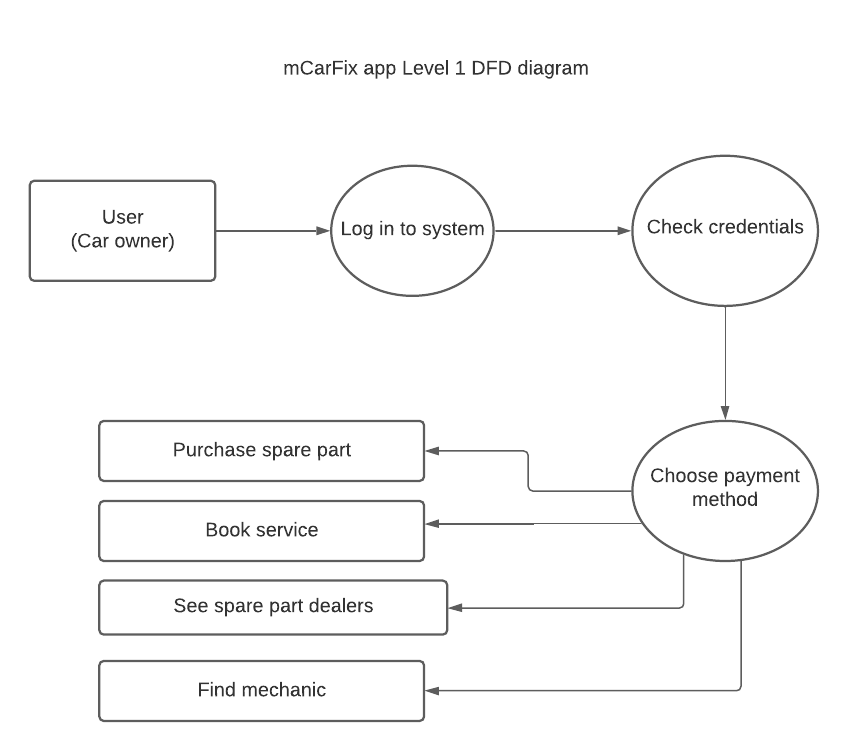 mCarFix app Level 1 DFD diagram
User
(Car owner)
Log in to system
Check credentials
Choose payment
method
Purchase spare part
Book service
See spare part dealers
Find mechanic